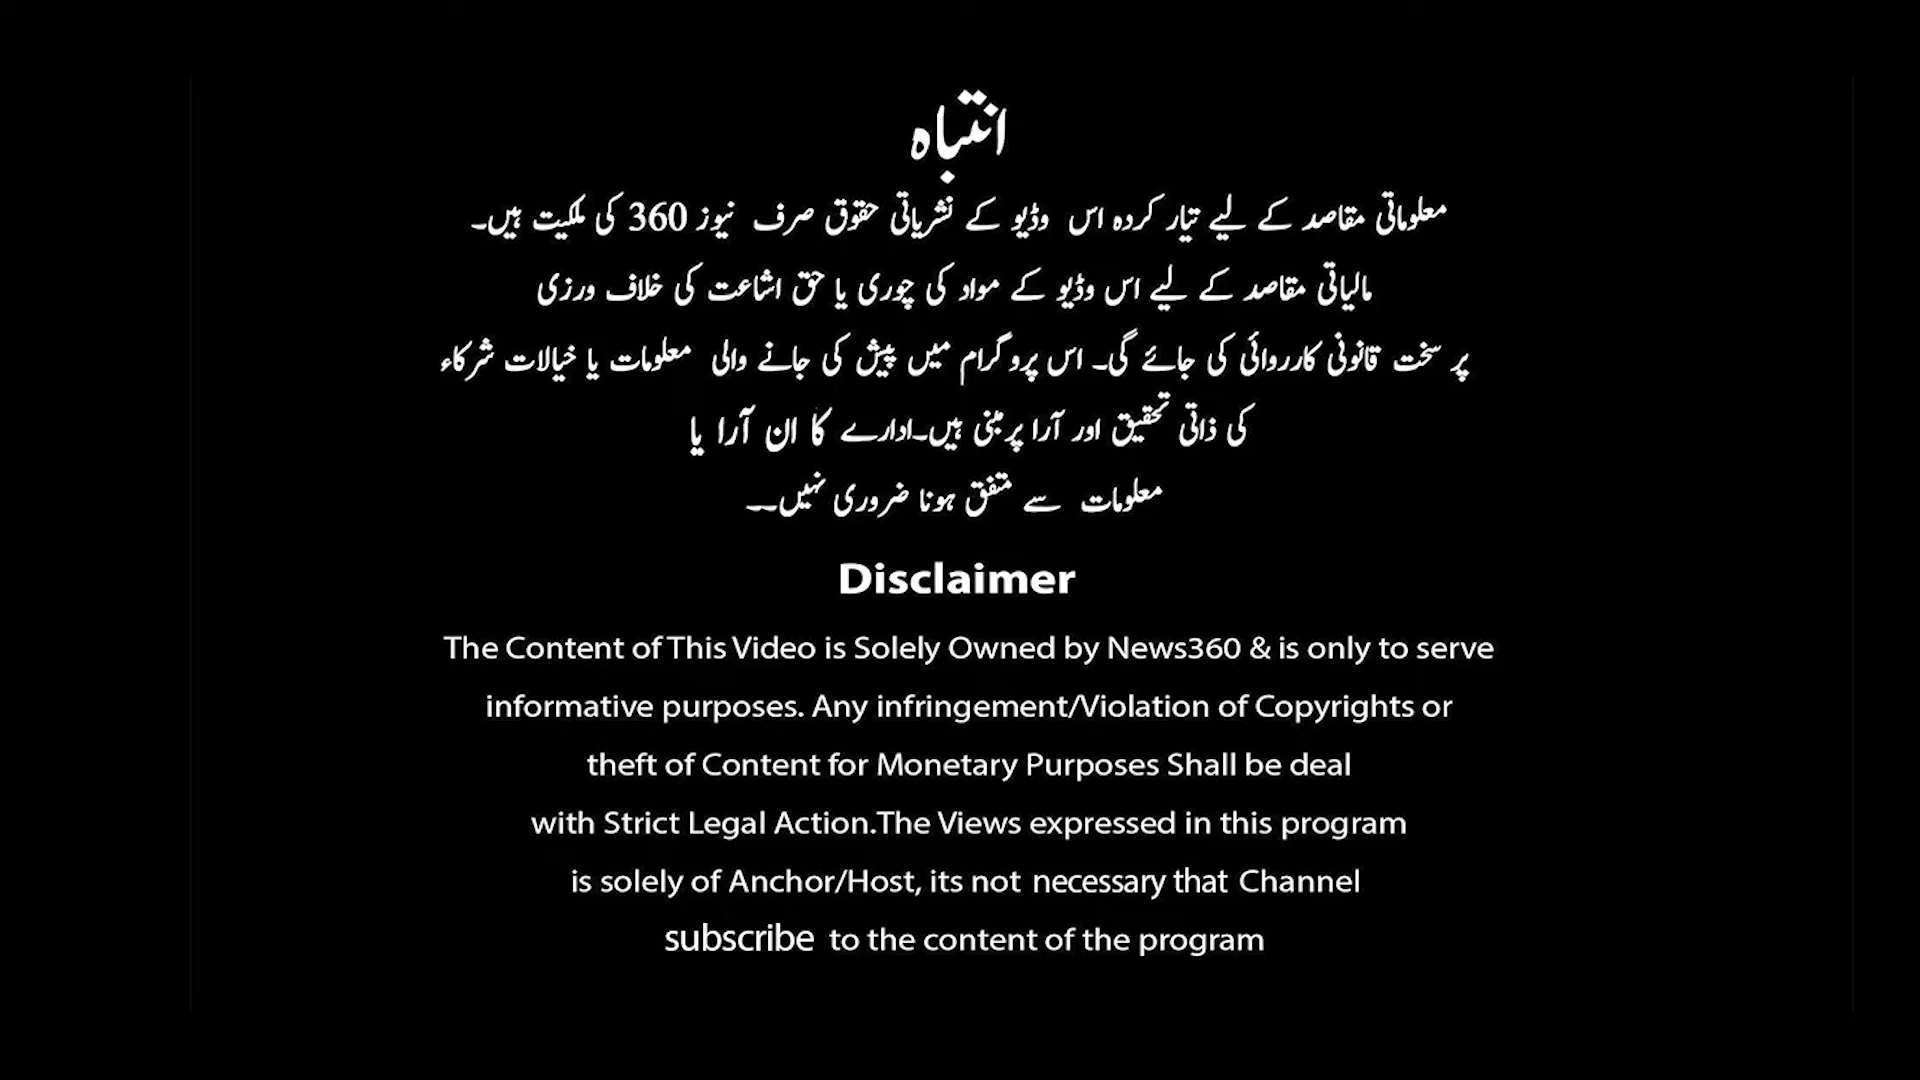 انتباہ
معلوماتی مقاصد کے لیے تیار کردہ اس وڈیو کے نشریاتی حقوق صرف نیوز 360 کی ملکیت ہیں۔
مالیاتی مقاصد کے لیے اس وڈیو کے مواد کی چوری یا حق اشاعت کی خلاف ورزی
پر سخت قانونی کارروائی کی جائے گی۔ اس پروگرام میں پیش کی جانے والی معلومات یا خیالات شرکاء
کی ذاتی تحقیق اور آرا پر مبنی ہیں۔ادارے کا ان آرا یا
معلومات سے متفق ہونا ضروری نہیں۔۔
Disclaimer
The Content of This Video is Solely Owned by News360 & is only to serve
informative purposes. Any infringement/Violation of Copyrights or
theft of Content for Monetary Purposes Shall be deal
with Strict Legal Action.The Views expressed in this program
is solely of Anchor/Host, its not necessary that Channel
subscribe to the content of the program